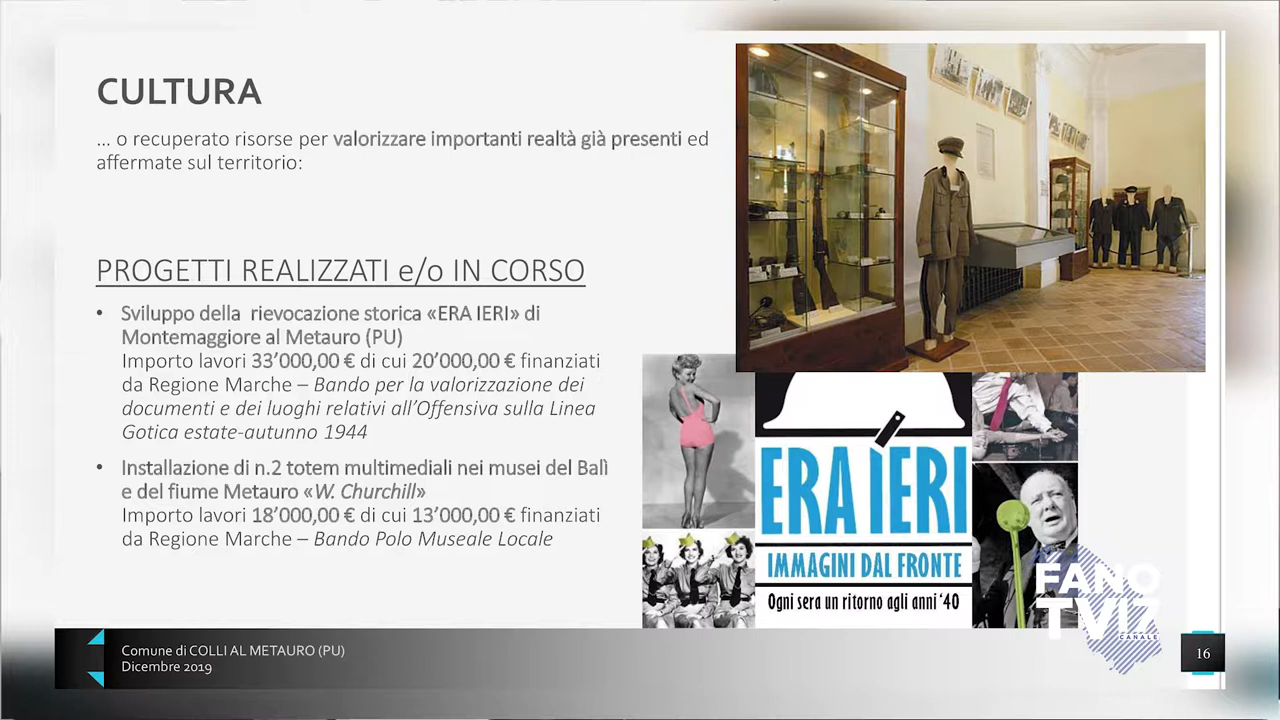 CULTURA
... o recuperato risorse per valorizzare importanti realtà già presenti ed
affermate sul territorio:
PROGETTI REALIZZATI e/o IN CORSO
• Sviluppo della rievocazione storica «ERA IERI» di
Montemaggiore al Metauro (PU)
Importo lavori 33’000,00 € di cui 20’000,00 € finanziati
da Regione Marche – Bando per la valorizzazione dei
documenti e dei luoghi relativi all’Offensiva sulla Linea
Gotica estate-autunno 1944
• Installazione di n.2 totem multimediali nei musei del Balì
e del fiume Metauro «W. Churchill»
Importo lavori 18’000,00 € di cui 13’000,00 € finanziati
da Regione Marche – Bando Polo Museale Locale
ERA IERI
IMMAGINI DAL FRONTE
Ogni sera un ritorno agli anni ‘40
FANO
TV 17
CANALE
Comune di COLLI AL METAURO (PU)
Dicembre 2019
16